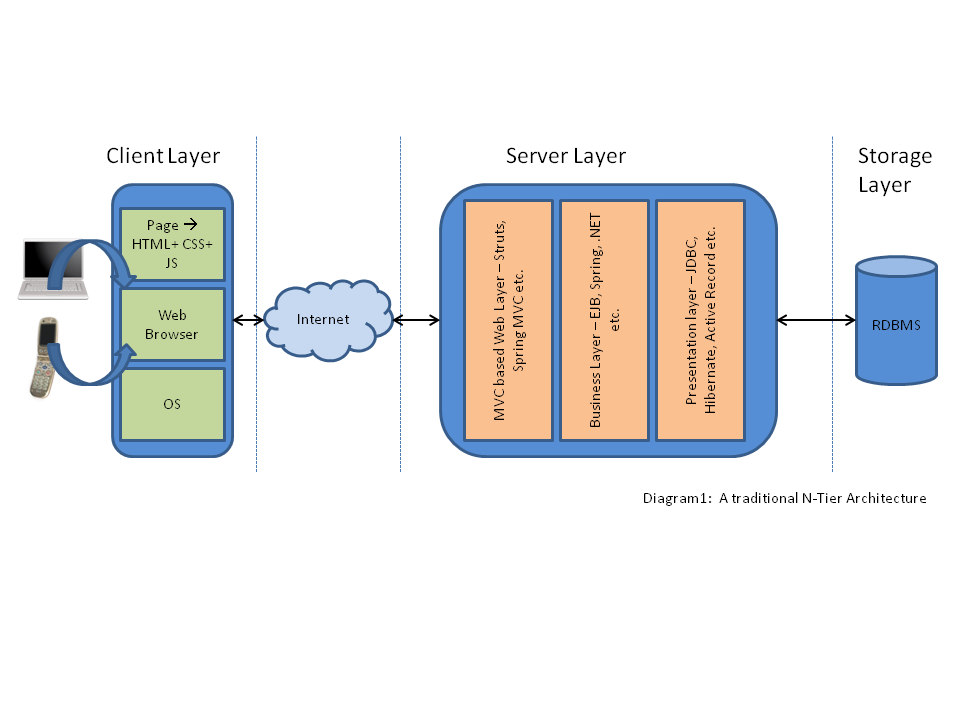 Client Layer
Server Layer
Storage
Layer
Page →
HTML+ CSS+
JS
Web
Browser
OS
Internet
MVC based Web Layer – Struts,
Spring MVC etc.
Business Layer – EJB, Spring, .NET
etc.
Presentation layer – JDBC,
Hibernate, Active Record etc.
RDBMS
Diagram1:  A traditional N-Tier Architecture